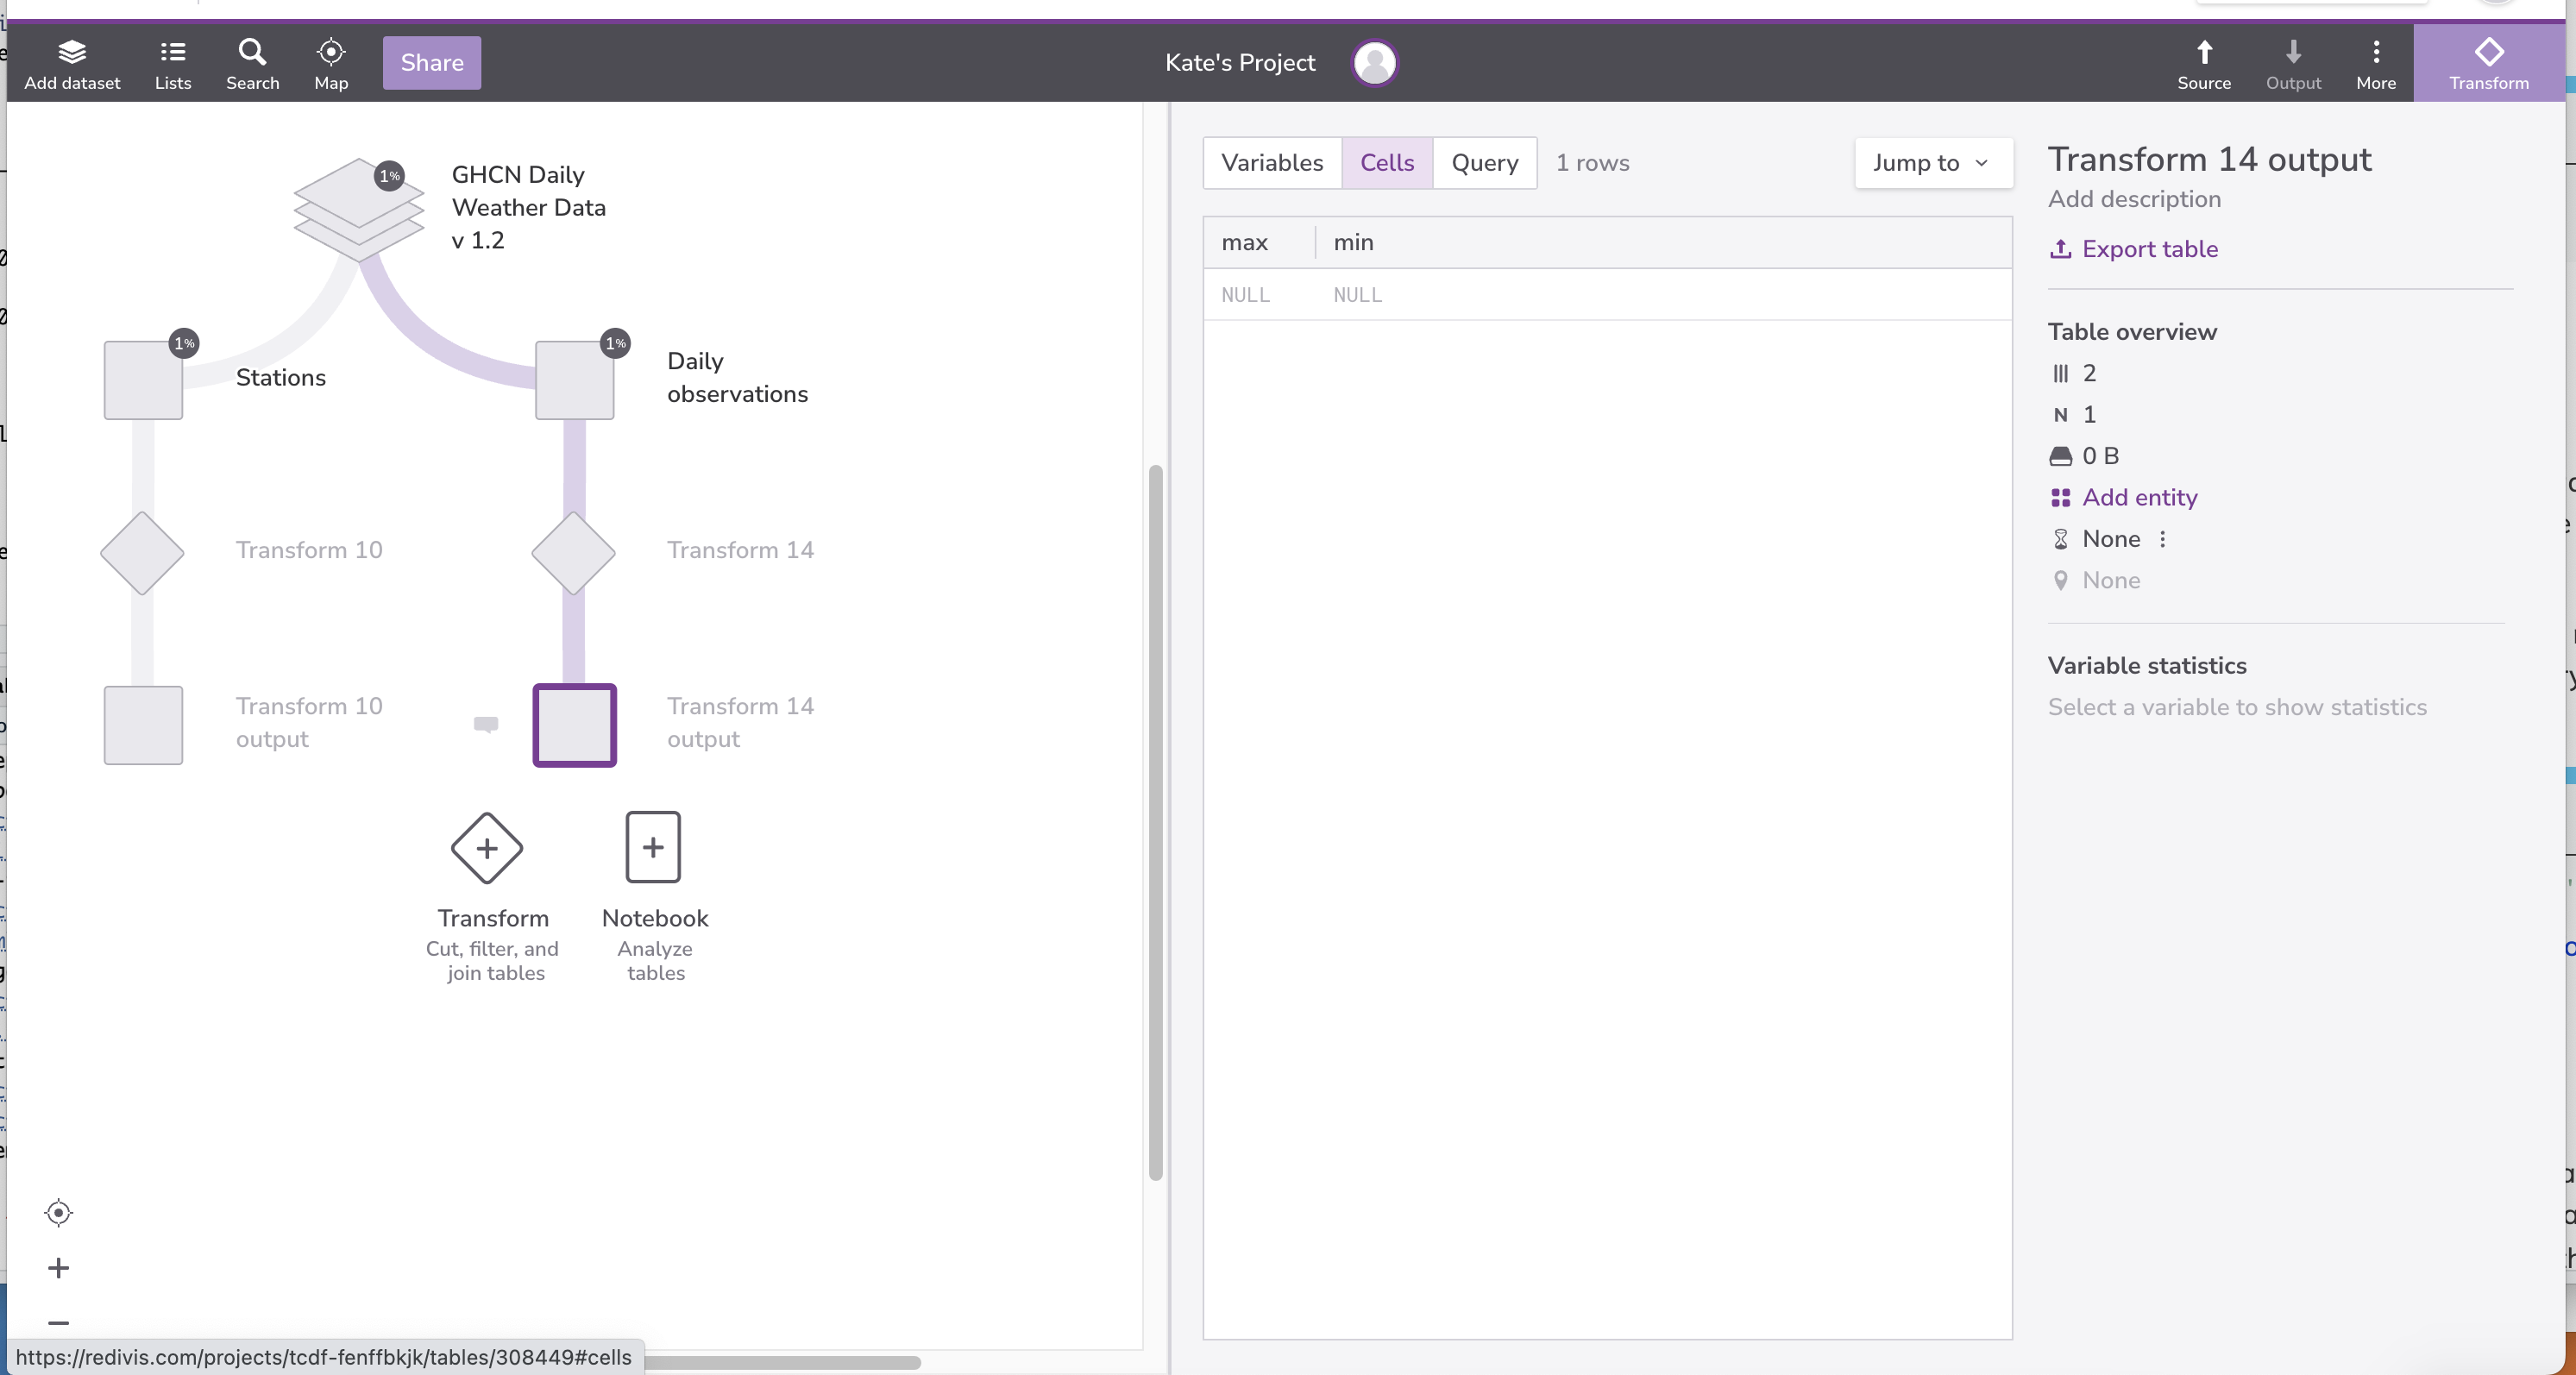 Add dataset
Lists
Search
Map
Share
Kate's Project
Source
Output
More
Transform
1%
GHCN Daily
Weather Data
v 1.2
1%
Stations
1%
Daily
observations
Transform 10
Transform 14
Transform 10
output
Transform 14
output
Transform
Cut, filter, and
join tables
Notebook
Analyze
tables
https://redivis.com/projects/tcdf-fenffbkjk/tables/308449#cells
Variables
Cells
Query
1 rows
Jump to
max
min
NULL
NULL
Transform 14 output
Add description
Export table
Table overview
2
N 1
0 B
Add entity
None
None
Variable statistics
Select a variable to show statistics